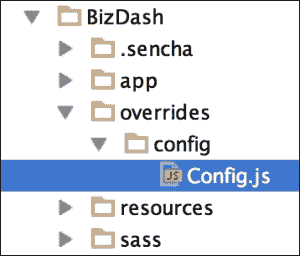 BizDash
.sencha
app
overrides
config
JS Config.js
resources
sass